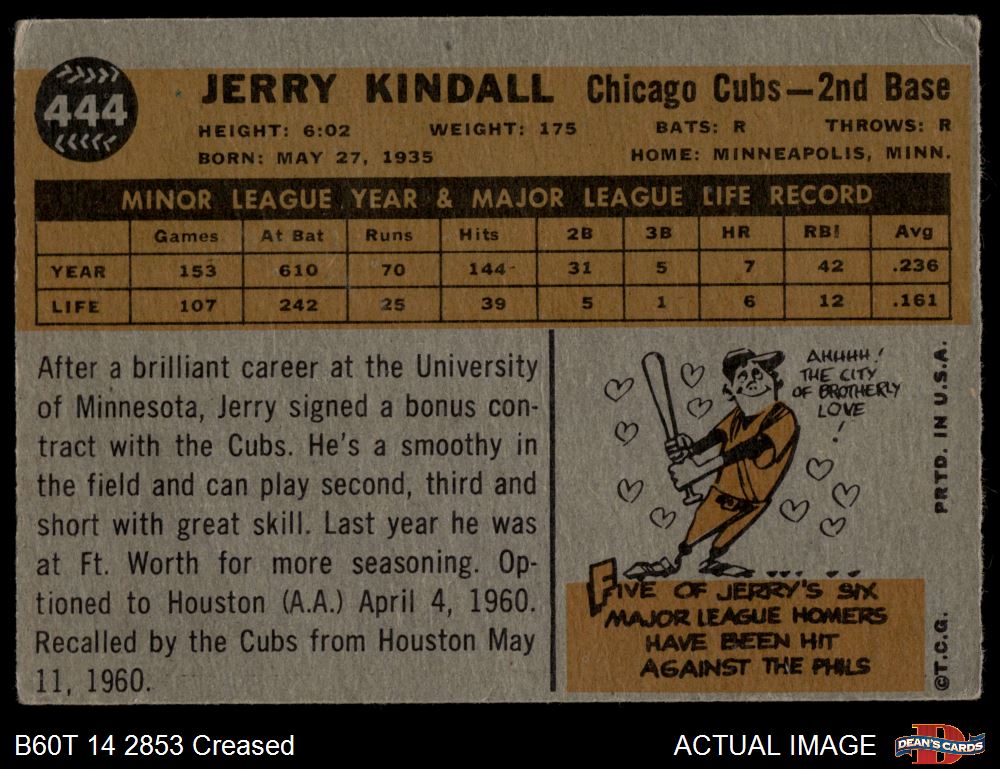 444
JERRY KINDALL Chicago Cubs—2nd Base
HEIGHT: 6:02 WEIGHT: 175 BATS: R THROWS: R
BORN: MAY 27, 1935 HOME: MINNEAPOLIS, MINN.
MINOR LEAGUE YEAR & MAJOR LEAGUE LIFE RECORD
Games At Bat Runs Hits 2B 3B HR RBI Avg
YEAR 153 610 70 144 31 5 7 42 .236
LIFE 107 242 25 39 5 1 6 12 .161
After a brilliant career at the University
of Minnesota, Jerry signed a bonus con-
tract with the Cubs. He's a smoothy in
the field and can play second, third and
short with great skill. Last year he was
at Ft. Worth for more seasoning. Op-
tioned to Houston (A.A.) April 4, 1960.
Recalled by the Cubs from Houston May
11, 1960.
AHHHH!
THE CITY
OF BROTHERLY
LOVE
!
FIVE OF JERRY'S SIX
MAJOR LEAGUE HOMERS
HAVE BEEN HIT
AGAINST THE PHILS
©T.C.G. PRTD. IN U.S.A.
B60T 14 2853 Creased
ACTUAL IMAGE
DEAN'S CARDS